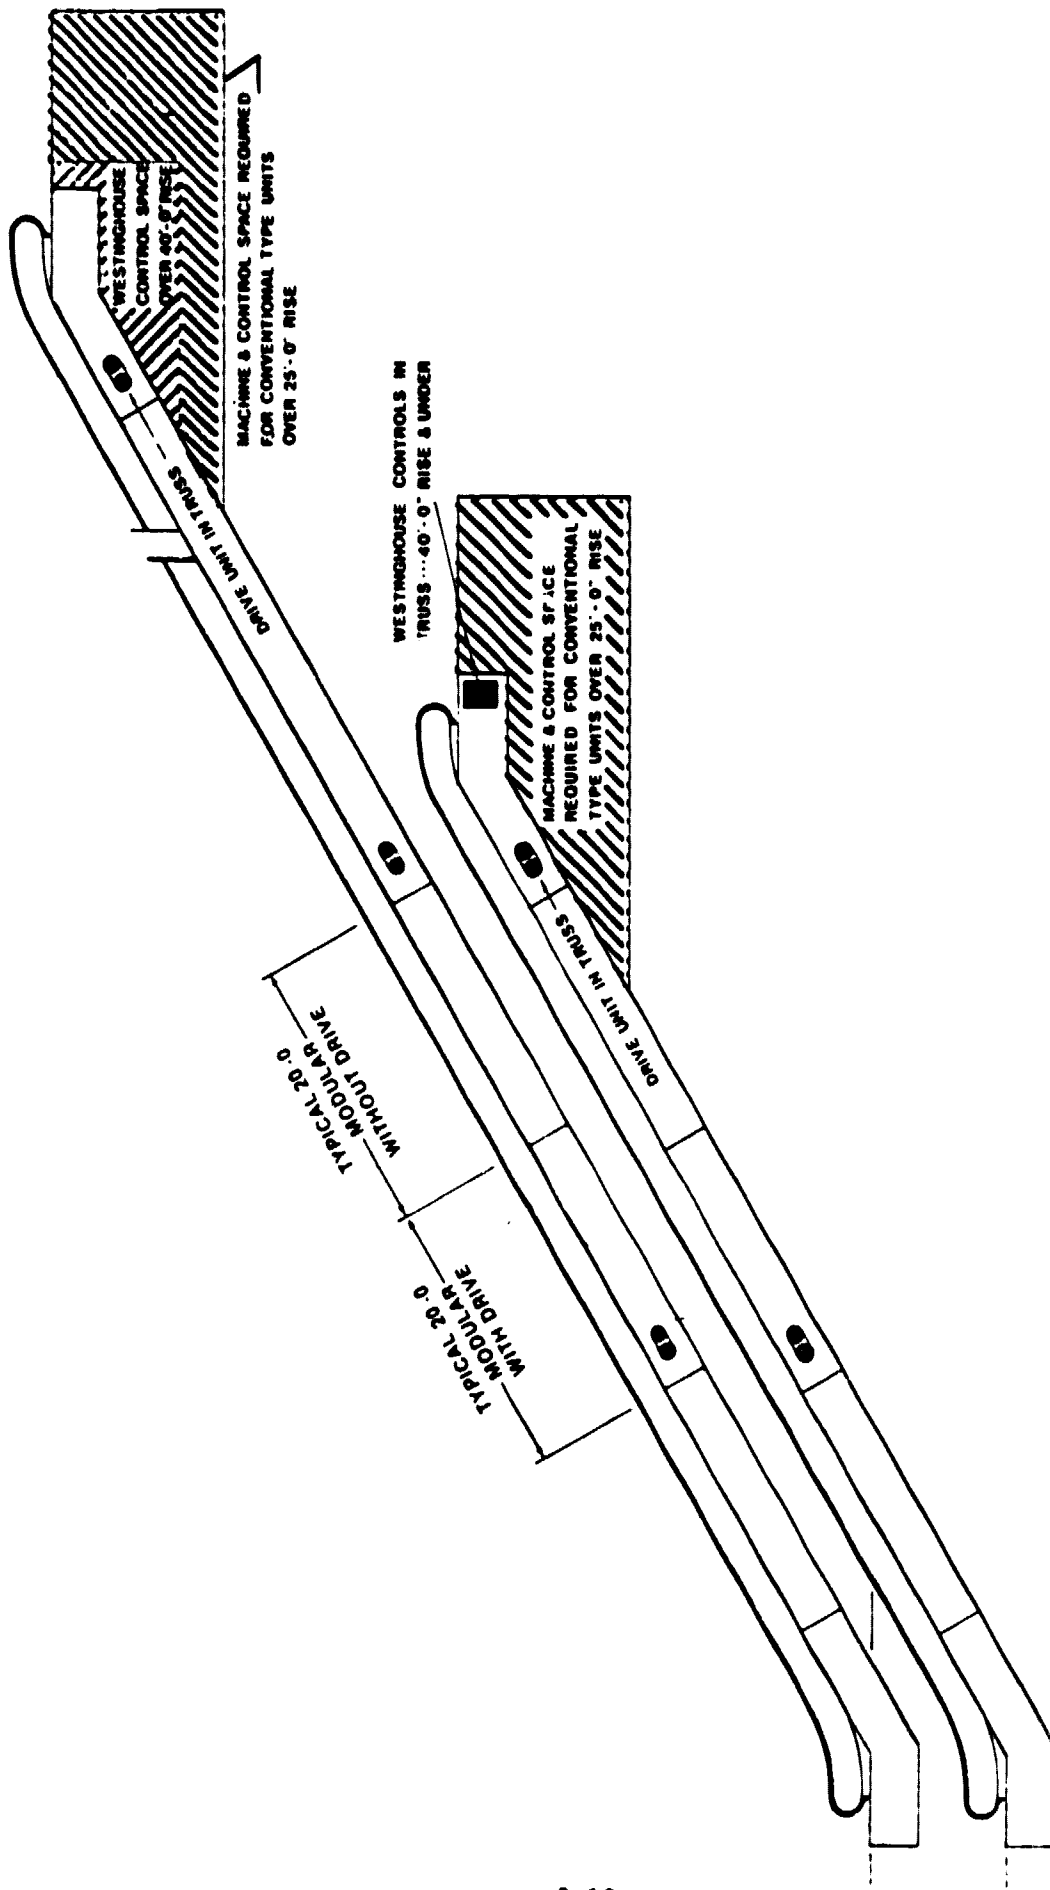 WESTINGHOUSE
CONTROL SPACE
OVER 40'-0" RISE
MACHINE & CONTROL SPACE REQUIRED
FOR CONVENTIONAL TYPE UNITS
OVER 25'-0" RISE
DRIVE UNIT IN TRUSS
WESTINGHOUSE CONTROLS IN
TRUSS---40'-0" RISE & UNDER
MACHINE & CONTROL SPACE
REQUIRED FOR CONVENTIONAL
TYPE UNITS OVER 25'-0" RISE
DRIVE UNIT IN TRUSS
TYPICAL 20-0
MODULAR
WITHOUT DRIVE
TYPICAL 20-0
MODULAR
WITH DRIVE